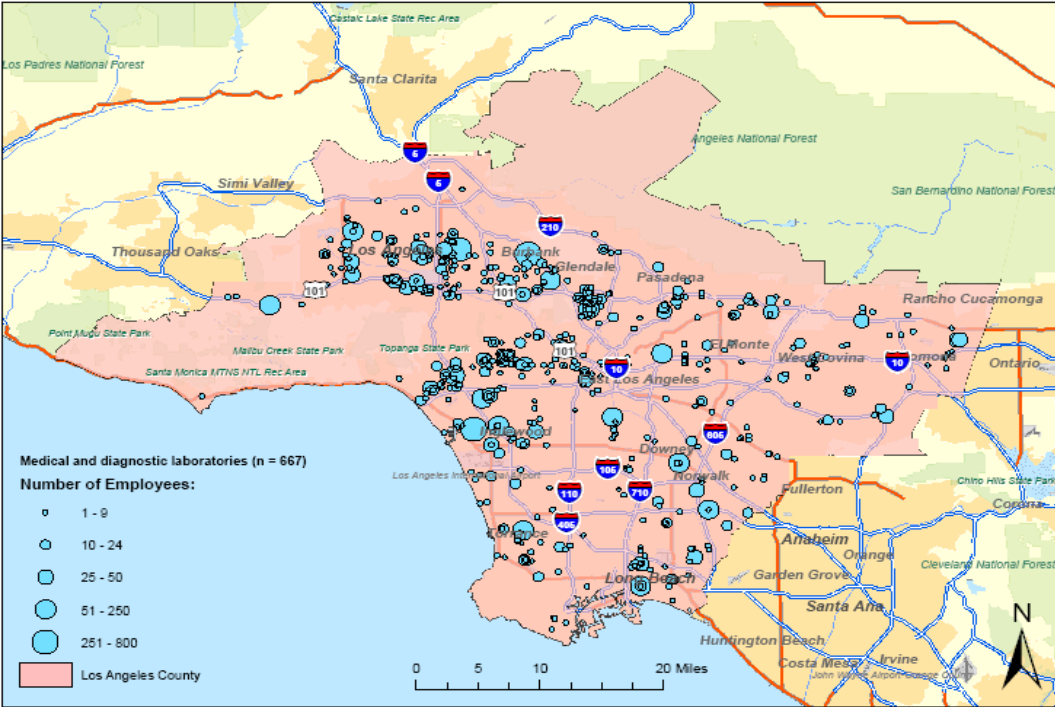 Castaic Lake State Rec Area
Los Padres National Forest
Santa Clarita
Angeles National Forest
5
5
Simi Valley
San Bernardino National Forest
210
Thousand Oaks
Los Angeles
Burbank
Glendale
Pasadena
101
101
Rancho Cucamonga
Point Mugu State Park
Malibu Creek State Park
Topanga State Park
101
El Monte
West Covina
10
Pomona
Ontario
Santa Monica MTNS NTL Rec Area
10
East Los Angeles
Inglewood
605
Downey
Medical and diagnostic laboratories (n = 667)
Number of Employees:
1 - 9
10 - 24
25 - 50
51 - 250
251 - 800
Los Angeles County
Los Angeles International Airport
105
Norwalk
110
710
Fullerton
Chino Hills State Park
Corona
405
Torrance
Anaheim
Orange
Long Beach
Garden Grove
Cleveland National Forest
Santa Ana
N
Huntington Beach
Costa Mesa
Irvine
0 5 10 20 Miles